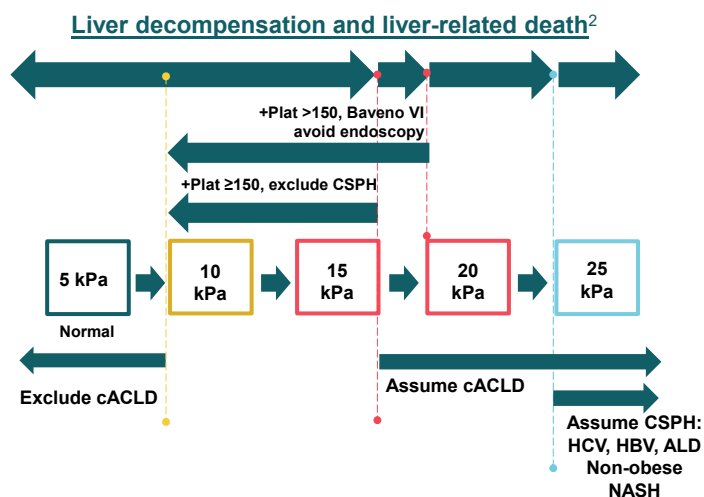 Liver decompensation and liver-related death2
+Plat >150, Baveno VI
avoid endoscopy
+Plat ≥150, exclude CSPH
5 kPa
10
kPa
15
kPa
20
kPa
25
kPa
Normal
Exclude cACLD
Assume cACLD
Assume CSPH:
HCV, HBV, ALD
Non-obese
NASH